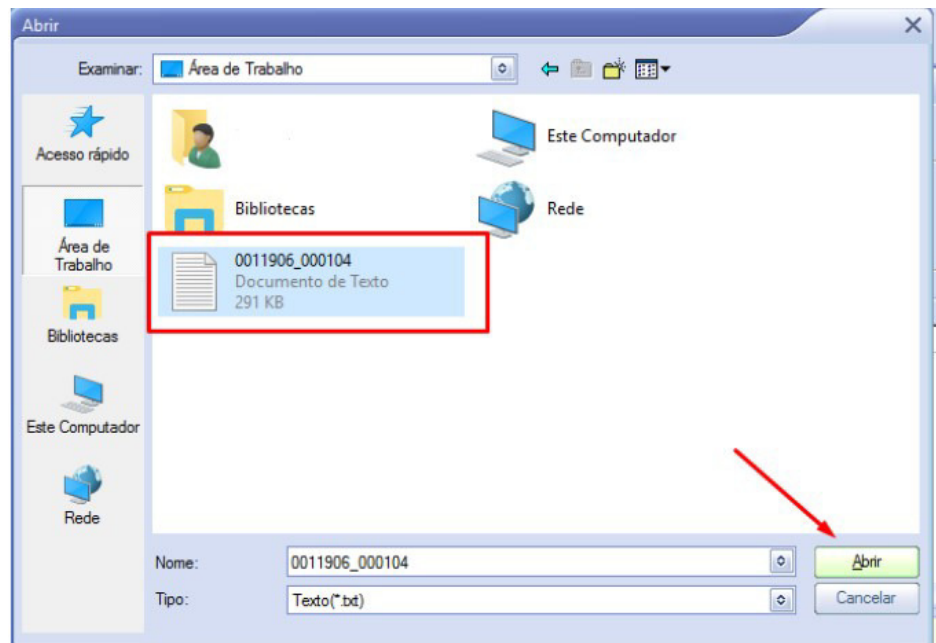 Abrir
Examinar:
Área de Trabalho
Acesso rápido
Este Computador
Bibliotecas
Rede
Área de
Trabalho
0011906_000104
Documento de Texto
291 KB
Bibliotecas
Este Computador
Rede
Nome:
0011906_000104
Abrir
Tipo:
Texto(*.txt)
Cancelar